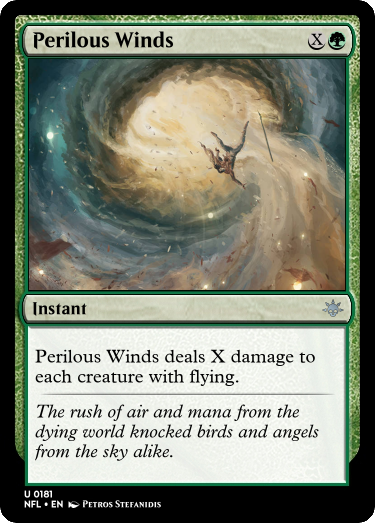 Perilous Winds X
Instant
Perilous Winds deals X damage to
each creature with flying.
The rush of air and mana from the
dying world knocked birds and angels
from the sky alike.
U 0181
NFL • EN Petros Stefanidis